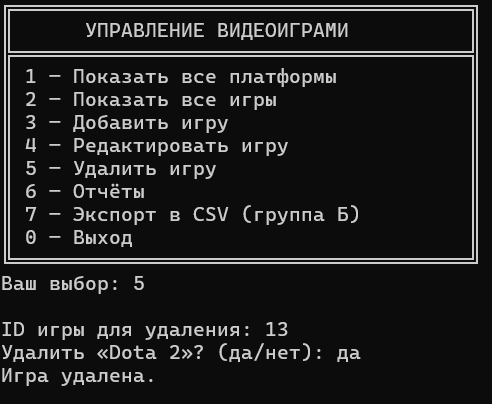 УПРАВЛЕНИЕ ВИДЕОИГРАМИ
1 — Показать все платформы
2 — Показать все игры
3 — Добавить игру
4 — Редактировать игру
5 — Удалить игру
6 — Отчёты
7 — Экспорт в CSV (группа Б)
0 — Выход
Ваш выбор: 5
ID игры для удаления: 13
Удалить «Dota 2»? (да/нет): да
Игра удалена.